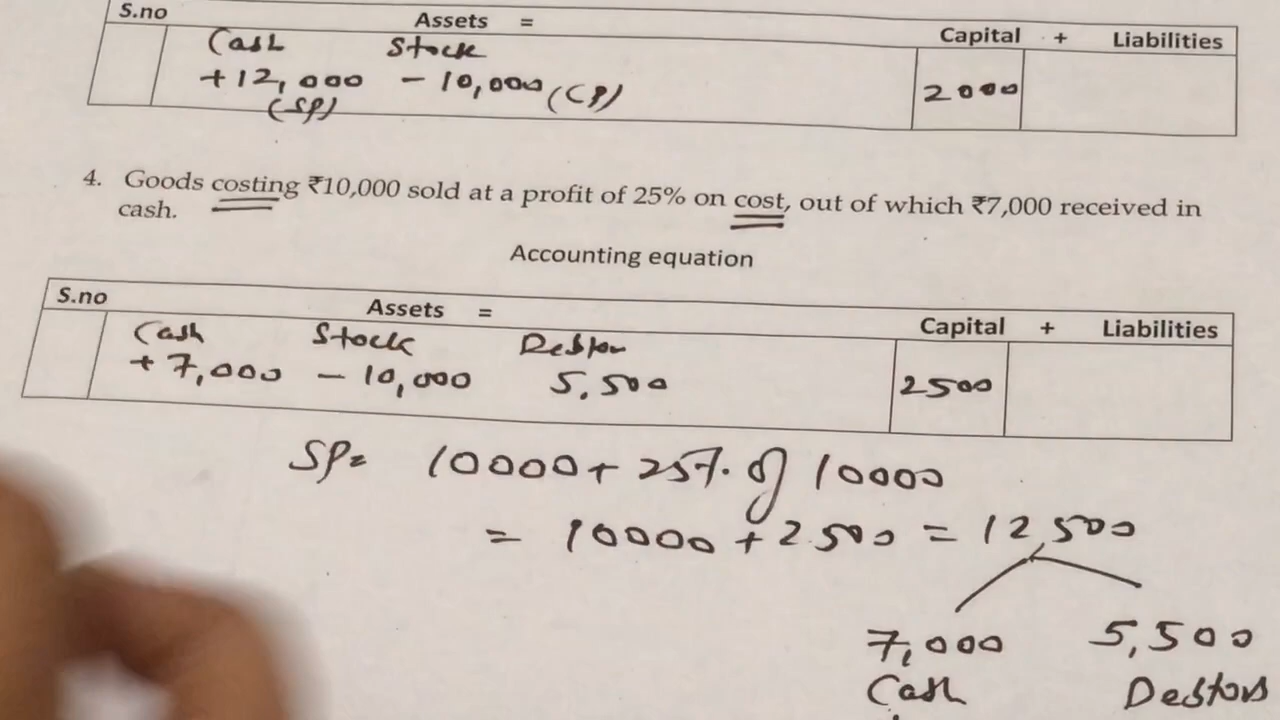 S.no Assets = Capital + Liabilities
Cash Stock
+12,000 - 10,000 (CP) 2000
(SP)
4. Goods costing ₹10,000 sold at a profit of 25% on cost, out of which ₹7,000 received in
cash.
Accounting equation
S.no Assets = Capital + Liabilities
Cash Stock Debtor
+ 7,000 - 10,000 5,500 2500
SP= 10000 + 25% of 10000
= 10000 + 2500 = 12,500
7,000 5,500
Cash Debtors